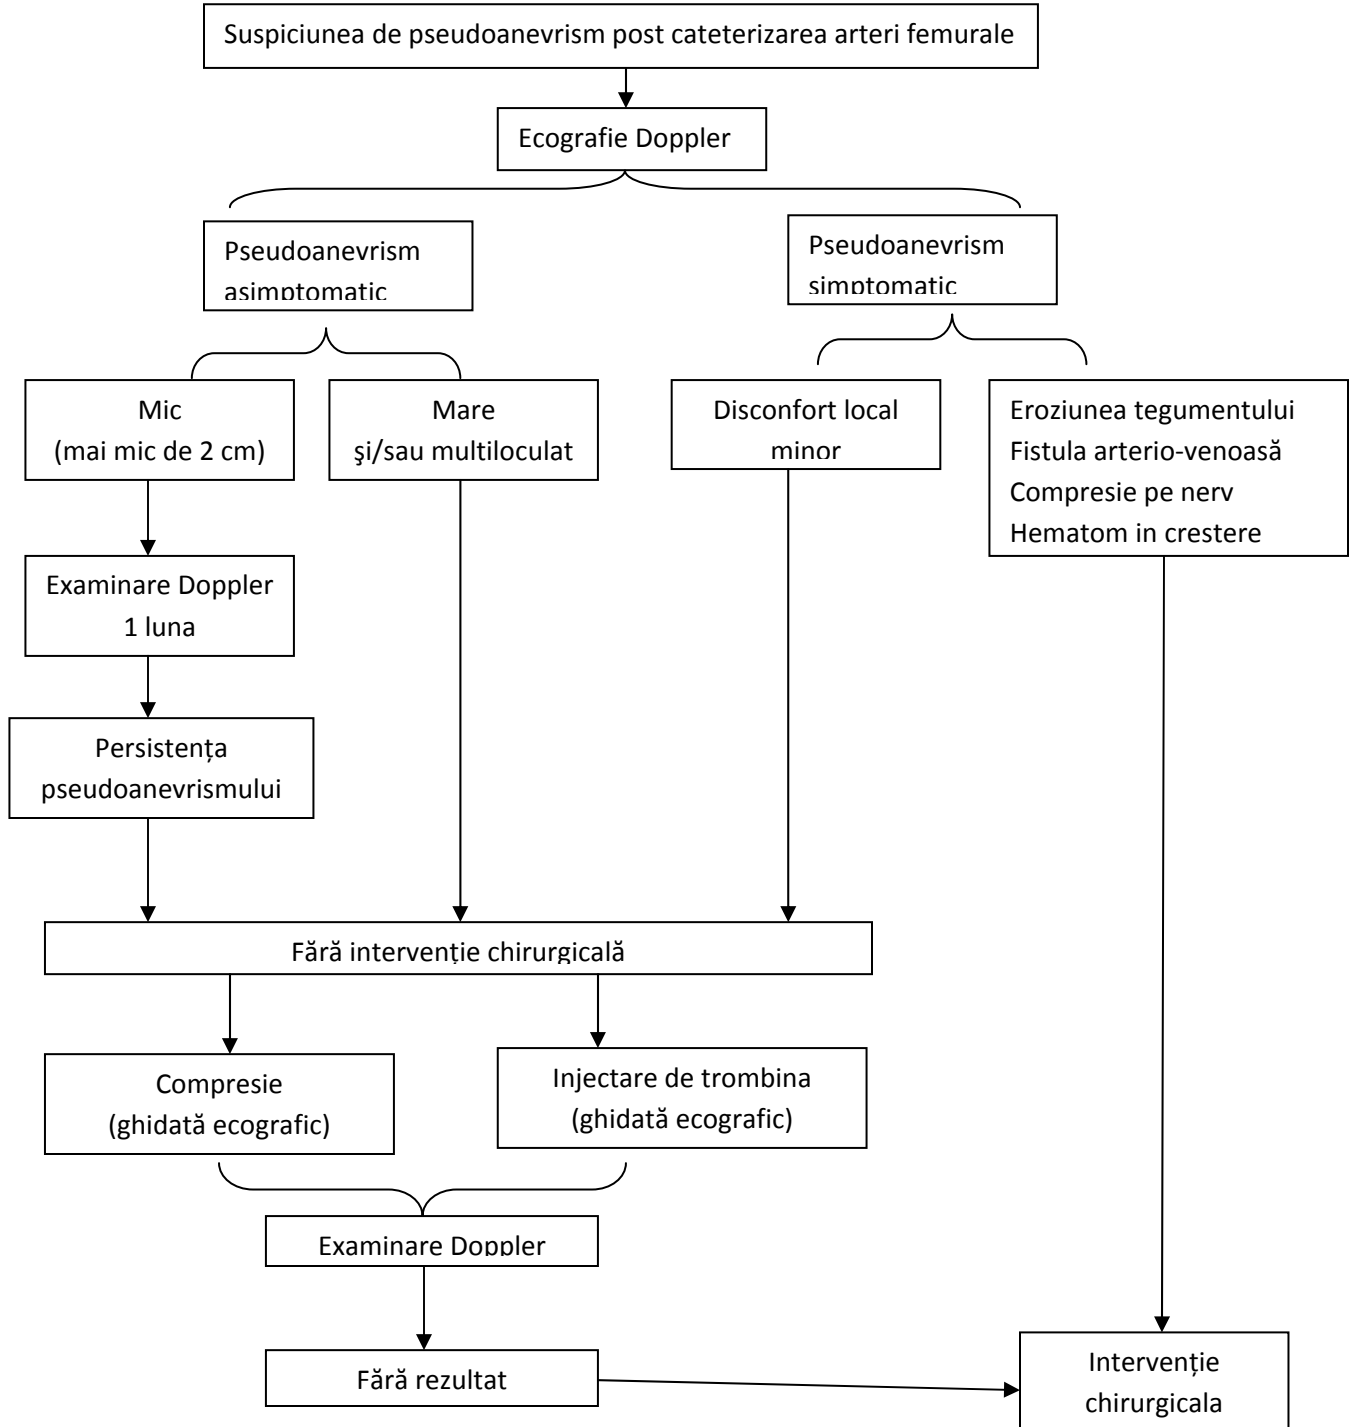 Suspiciunea de pseudoanevrism post cateterizarea arteri femurale
Ecografie Doppler
Pseudoanevrism
asimptomatic
Pseudoanevrism
simptomatic
Mic
(mai mic de 2 cm)
Mare
şi/sau multiloculat
Disconfort local
minor
Eroziunea tegumentului
Fistula arterio-venoasă
Compresie pe nerv
Hematom in crestere
Examinare Doppler
1 luna
Persistența
pseudoanevrismului
Fără intervenție chirurgicală
Compresie
(ghidată ecografic)
Injectare de trombina
(ghidată ecografic)
Examinare Doppler
Fără rezultat
Intervenție
chirurgicala